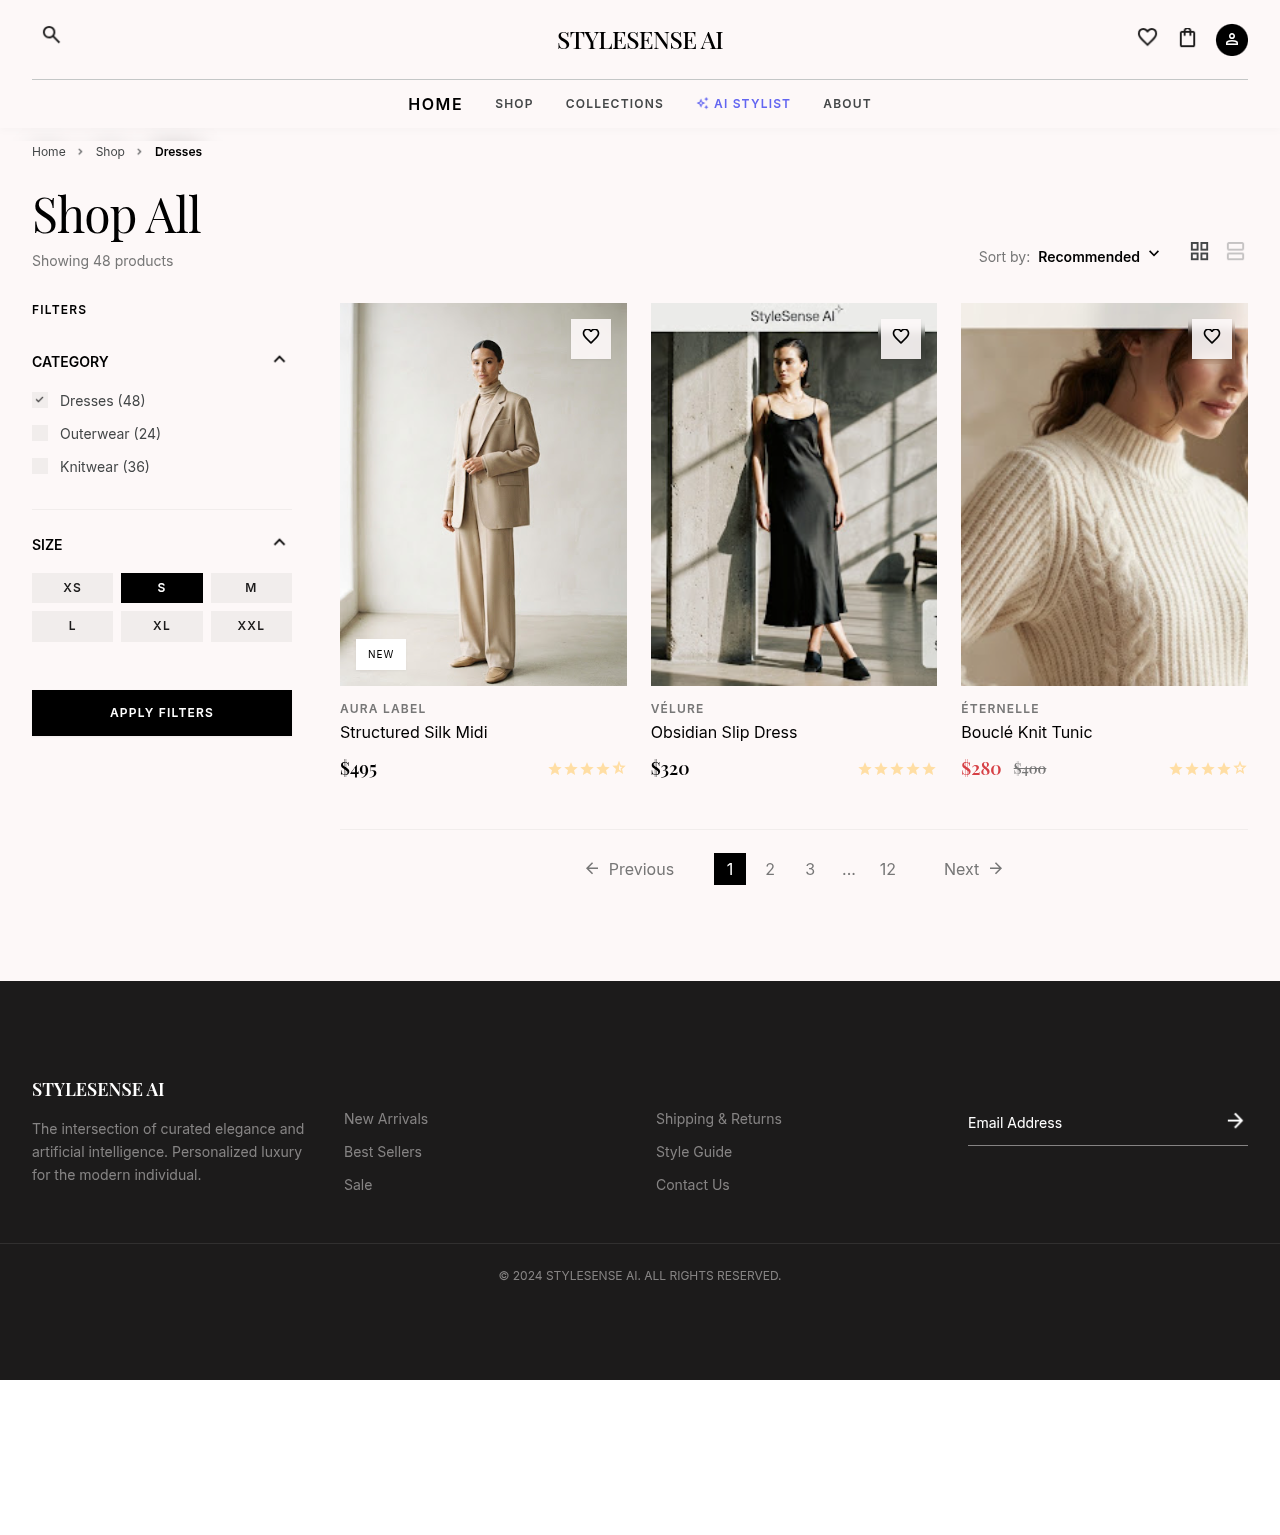 STYLESENSE AI
HOME SHOP COLLECTIONS AI STYLIST ABOUT
Home Shop Dresses
Shop All
Showing 48 products
Sort by: Recommended
FILTERS
CATEGORY
Dresses (48)
Outerwear (24)
Knitwear (36)
SIZE
XS S M
L XL XXL
APPLY FILTERS
StyleSense AI
NEW
AURA LABEL
Structured Silk Midi
$495
VÉLURE
Obsidian Slip Dress
$320
ÉTERNELLE
Bouclé Knit Tunic
$280 $400
Previous 1 2 3 ... 12 Next
STYLESENSE AI
The intersection of curated elegance and
artificial intelligence. Personalized luxury
for the modern individual.
New Arrivals
Best Sellers
Sale
Shipping & Returns
Style Guide
Contact Us
Email Address
© 2024 STYLESENSE AI. ALL RIGHTS RESERVED.